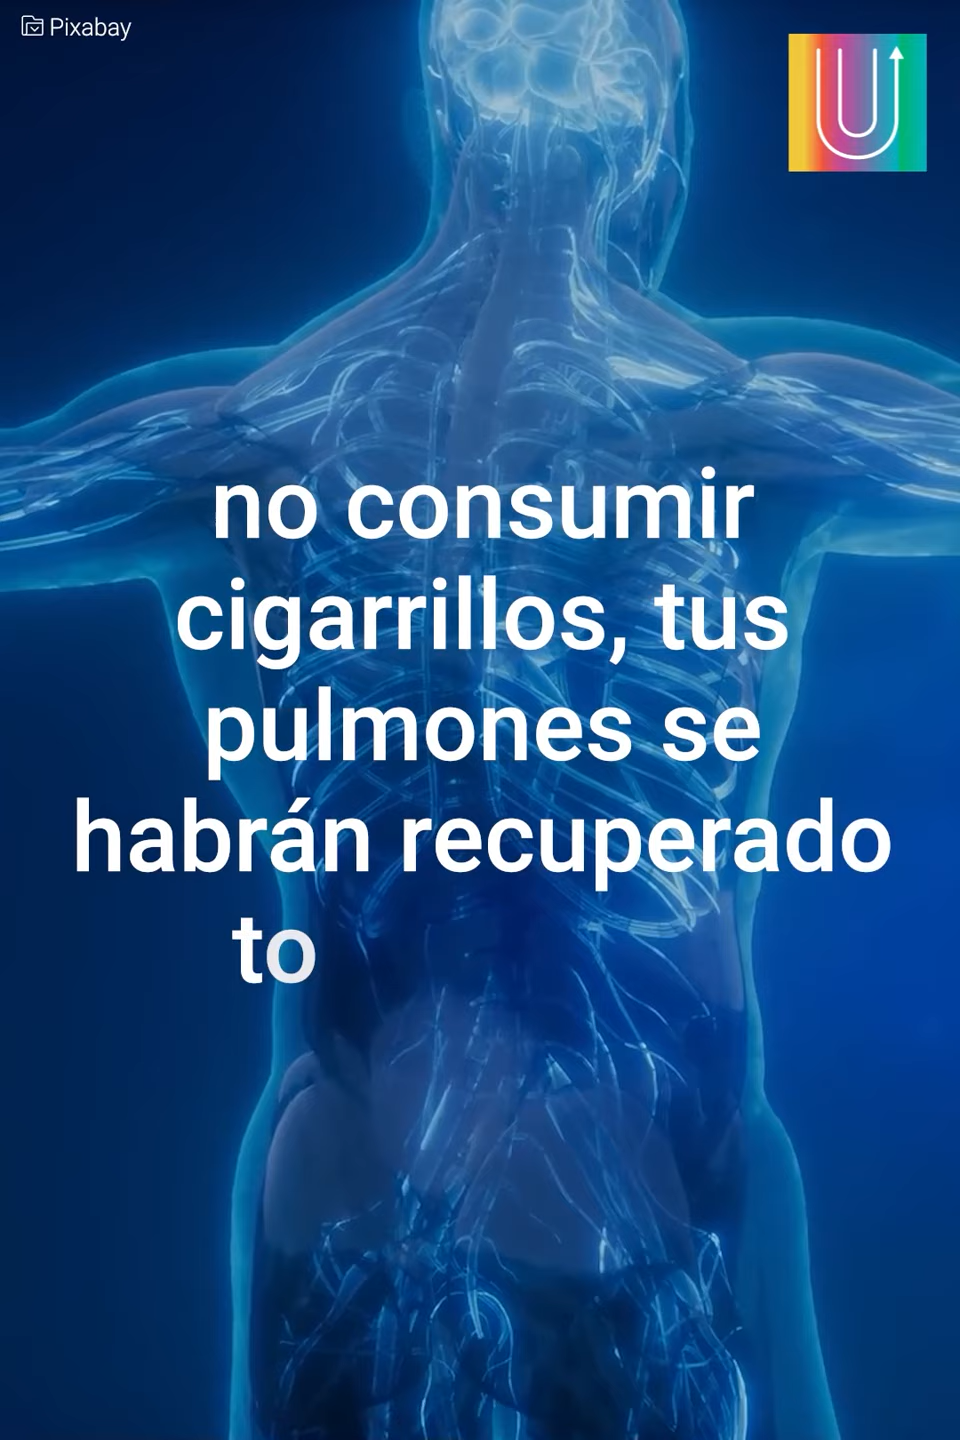 Pixabay
U
no consumir
cigarrillos, tus
pulmones se
habrán recuperado
to